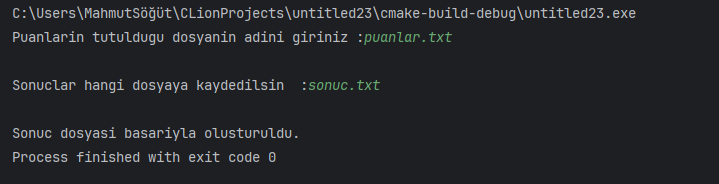 C:\Users\MahmutSöğüt\CLionProjects\untitled23\cmake-build-debug\untitled23.exe
Puanlarin tutuldugu dosyanin adini giriniz :puanlar.txt
Sonuclar hangi dosyaya kaydedilsin  :sonuc.txt
Sonuc dosyasi basariyla olusturuldu.
Process finished with exit code 0